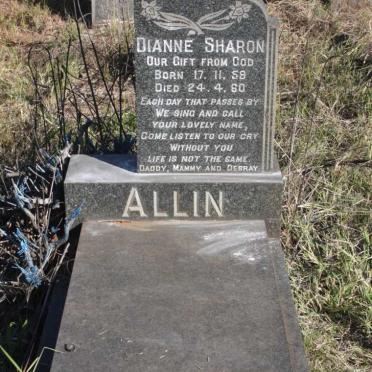 Dianne Sharon
Our Gift from God
Born 17. 11. 59
Died 24. 4. 60
Each day that passes by
We sing and call
your lovely name,
Come listen to our cry
Without you
life is not the same.
Daddy, Mammy and Debray
Allin